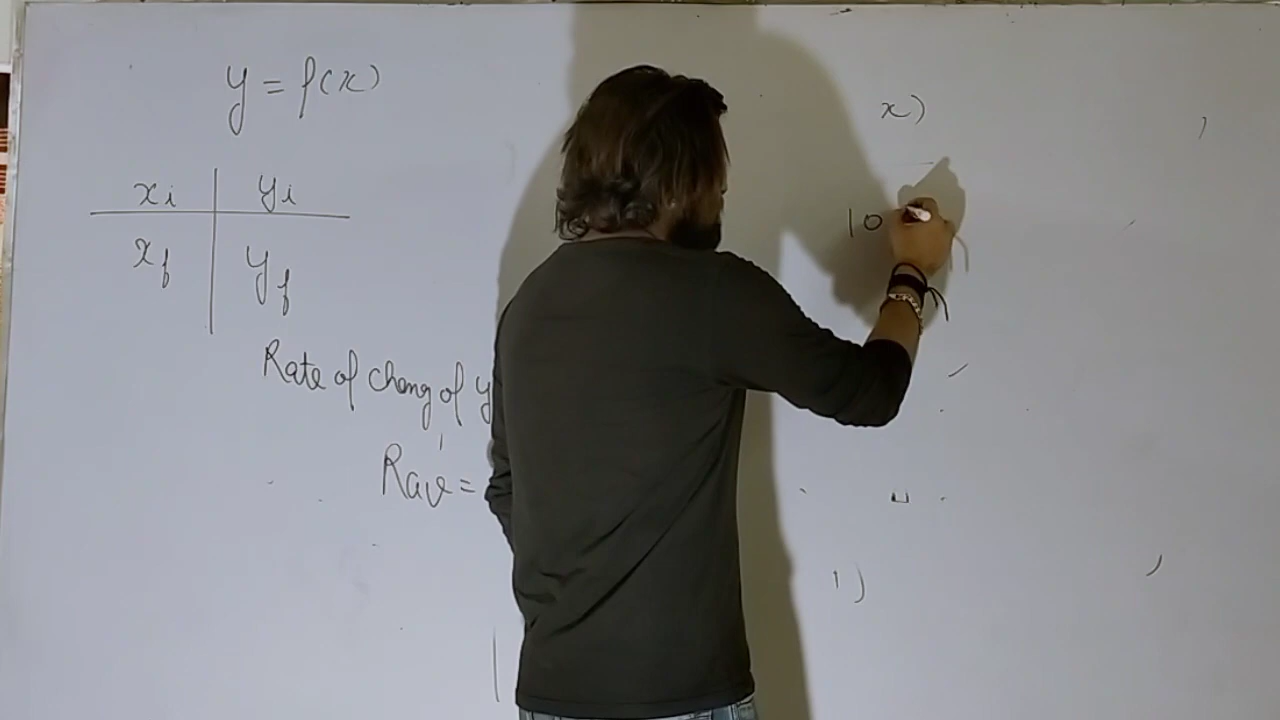 y = f(x)
xi yi
xf yf
Rate of chang of y
Rav =
x)
10
1)